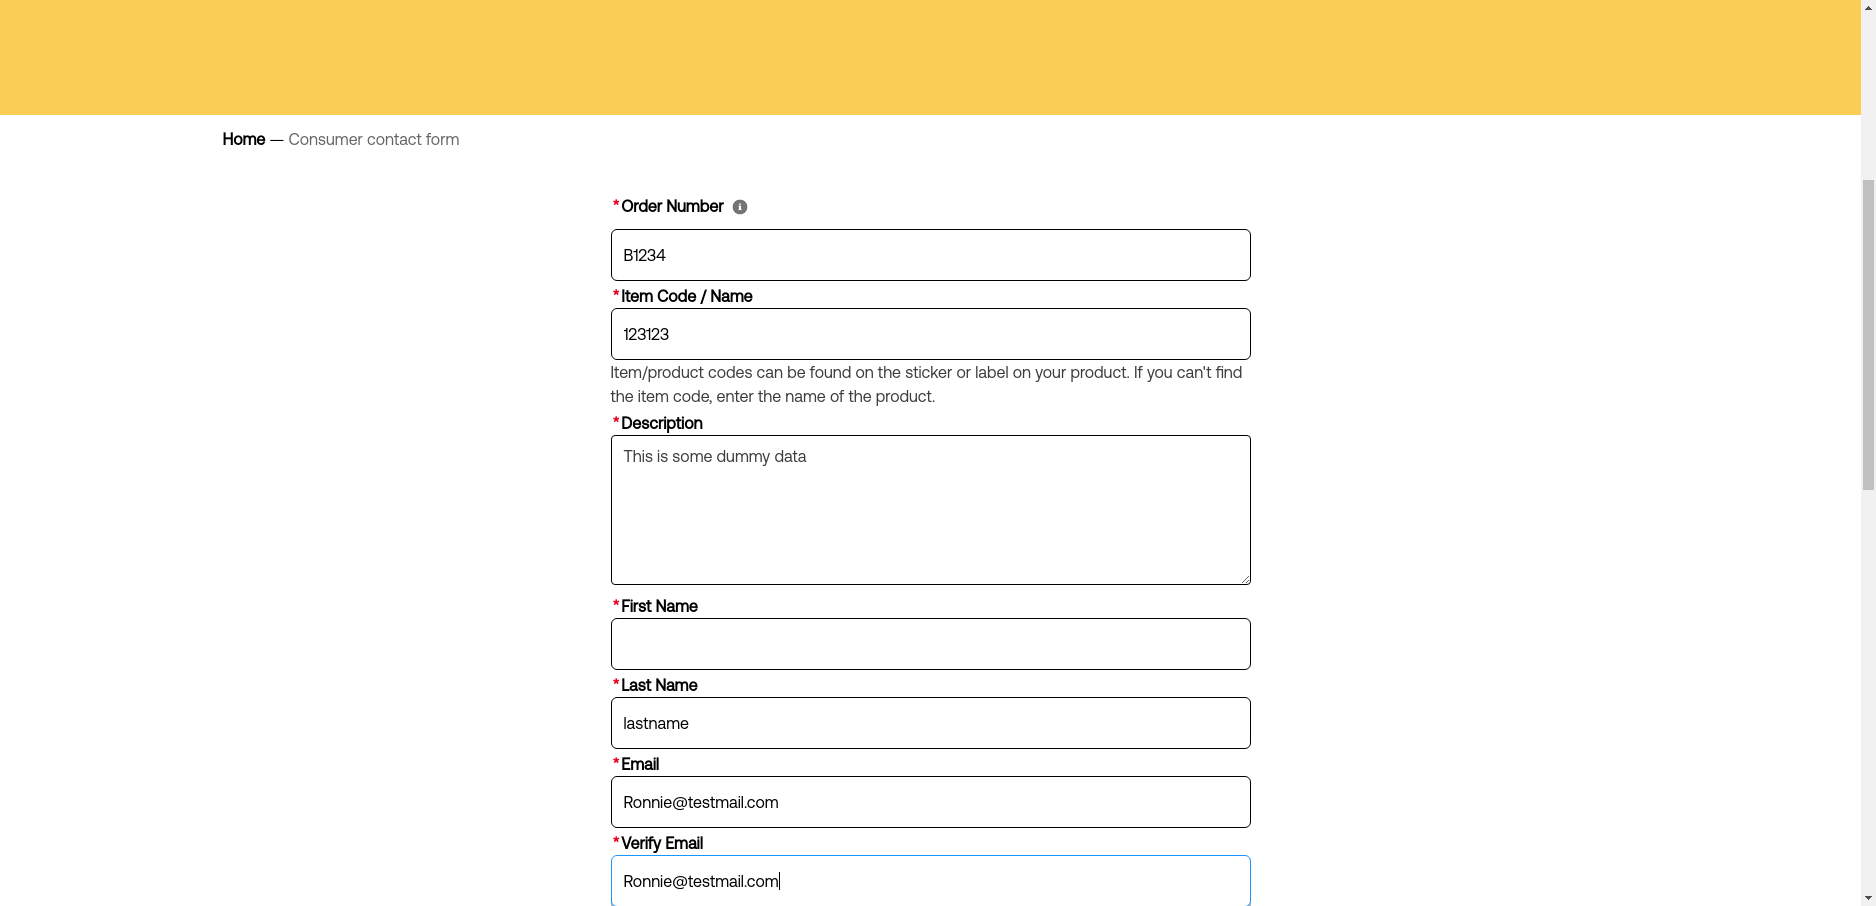 Home — Consumer contact form
*Order Number
B1234
*Item Code / Name
123123
Item/product codes can be found on the sticker or label on your product. If you can't find
the item code, enter the name of the product.
*Description
This is some dummy data
*First Name
*Last Name
lastname
*Email
Ronnie@testmail.com
*Verify Email
Ronnie@testmail.com